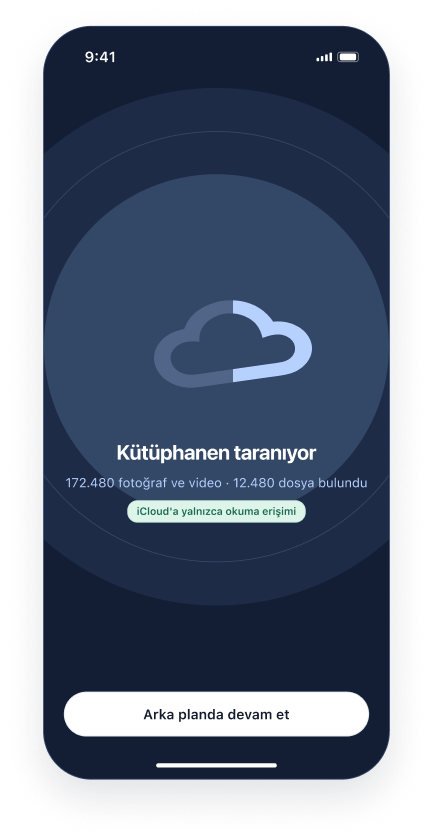 9:41
Kütüphanen taranıyor
172.480 fotoğraf ve video · 12.480 dosya bulundu
iCloud'a yalnızca okuma erişimi
Arka planda devam et